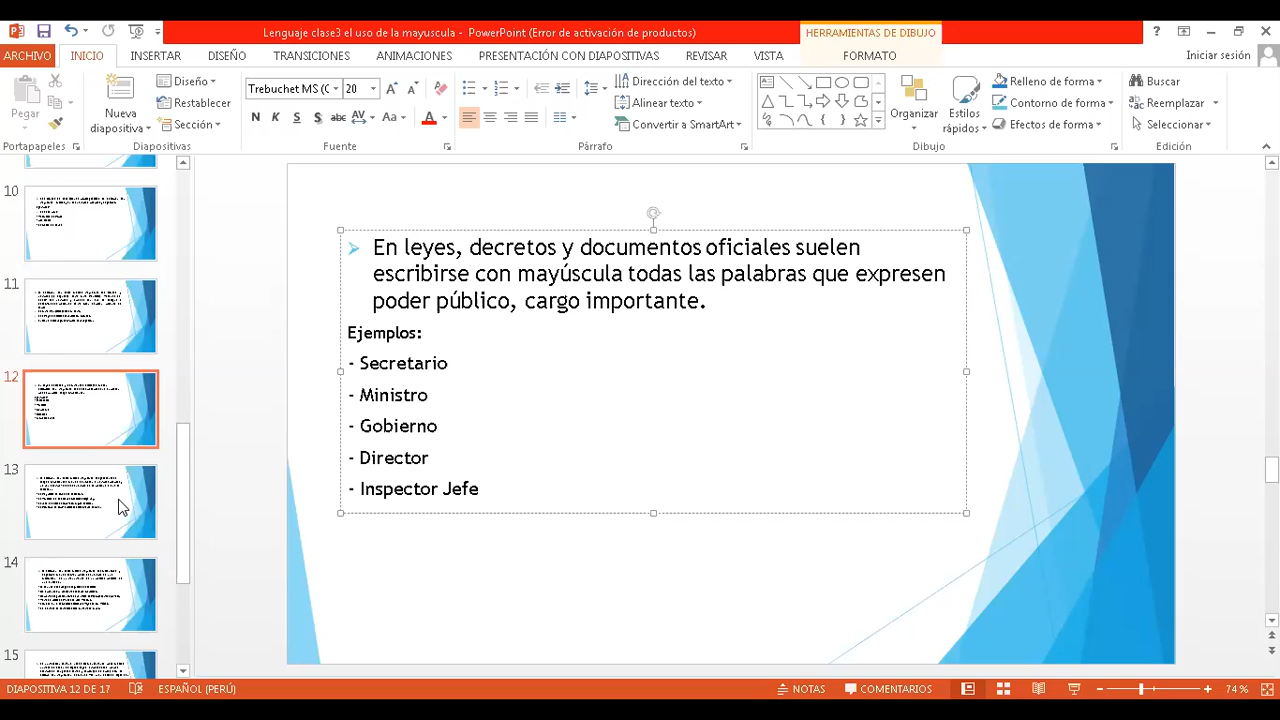 Lenguaje clase3 el uso de la mayuscula - PowerPoint (Error de activación de productos)
HERRAMIENTAS DE DIBUJO
ARCHIVO INICIO INSERTAR DISEÑO TRANSICIONES ANIMACIONES PRESENTACIÓN CON DIAPOSITIVAS REVISAR VISTA FORMATO Iniciar sesión
Pegar
Nueva diapositiva
Diseño
Restablecer
Sección
Trebuchet MS (C 20
N K S S abc AV Aa A
Dirección del texto
Alinear texto
Convertir a SmartArt
Organizar
Estilos rápidos
Relleno de forma
Contorno de forma
Efectos de forma
Buscar
Reemplazar
Seleccionar
Portapapeles Diapositivas Fuente Párrafo Dibujo Edición
10
11
12
13
14
15
En leyes, decretos y documentos oficiales suelen
escribirse con mayúscula todas las palabras que expresen
poder público, cargo importante.
Ejemplos:
- Secretario
- Ministro
- Gobierno
- Director
- Inspector Jefe
DIAPOSITIVA 12 DE 17 ESPAÑOL (PERÚ) NOTAS COMENTARIOS 74 %